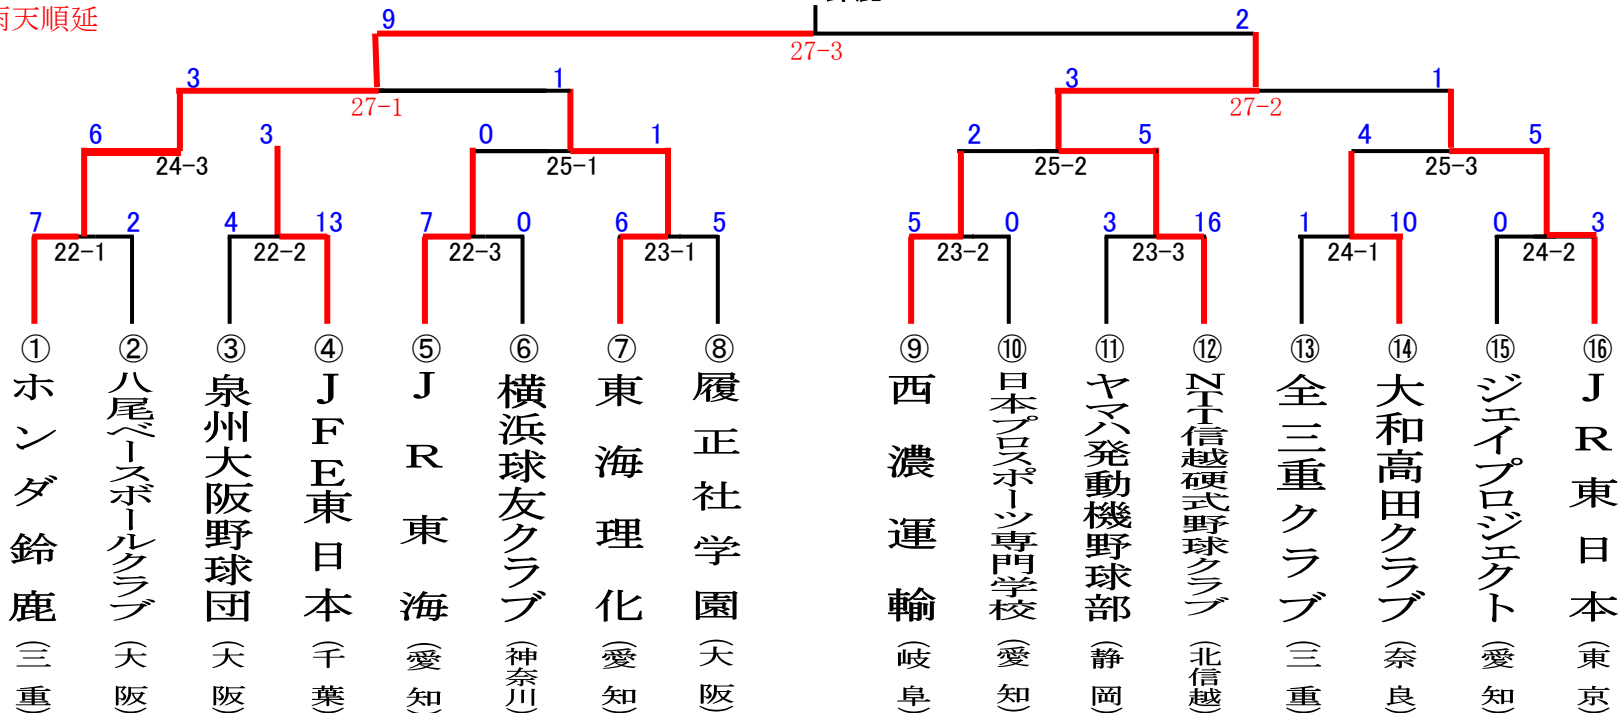 雨天順延
9 2
27-3
3 1 3 1
27-1 27-2
6 3 0 1 2 5 4 5
24-3 25-1 25-2 25-3
7 2 4 13 7 0 6 5 5 0 3 16 1 10 0 3
22-1 22-2 22-3 23-1 23-2 23-3 24-1 24-2
① ② ③ ④ ⑤ ⑥ ⑦ ⑧ ⑨ ⑩ ⑪ ⑫ ⑬ ⑭ ⑮ ⑯
ホンダ鈴鹿(三重)
八尾ベースボールクラブ(大阪)
泉州大阪野球団(大阪)
JFE東日本(千葉)
JR東海(愛知)
横浜球友クラブ(神奈川)
東海理化(愛知)
履正社学園(大阪)
西濃運輸(岐阜)
日本プロスポーツ専門学校(愛知)
ヤマハ発動機野球部(静岡)
NTT信越硬式野球クラブ(北信越)
全三重クラブ(三重)
大和高田クラブ(奈良)
ジェイプロジェクト(愛知)
JR東日本(東京)